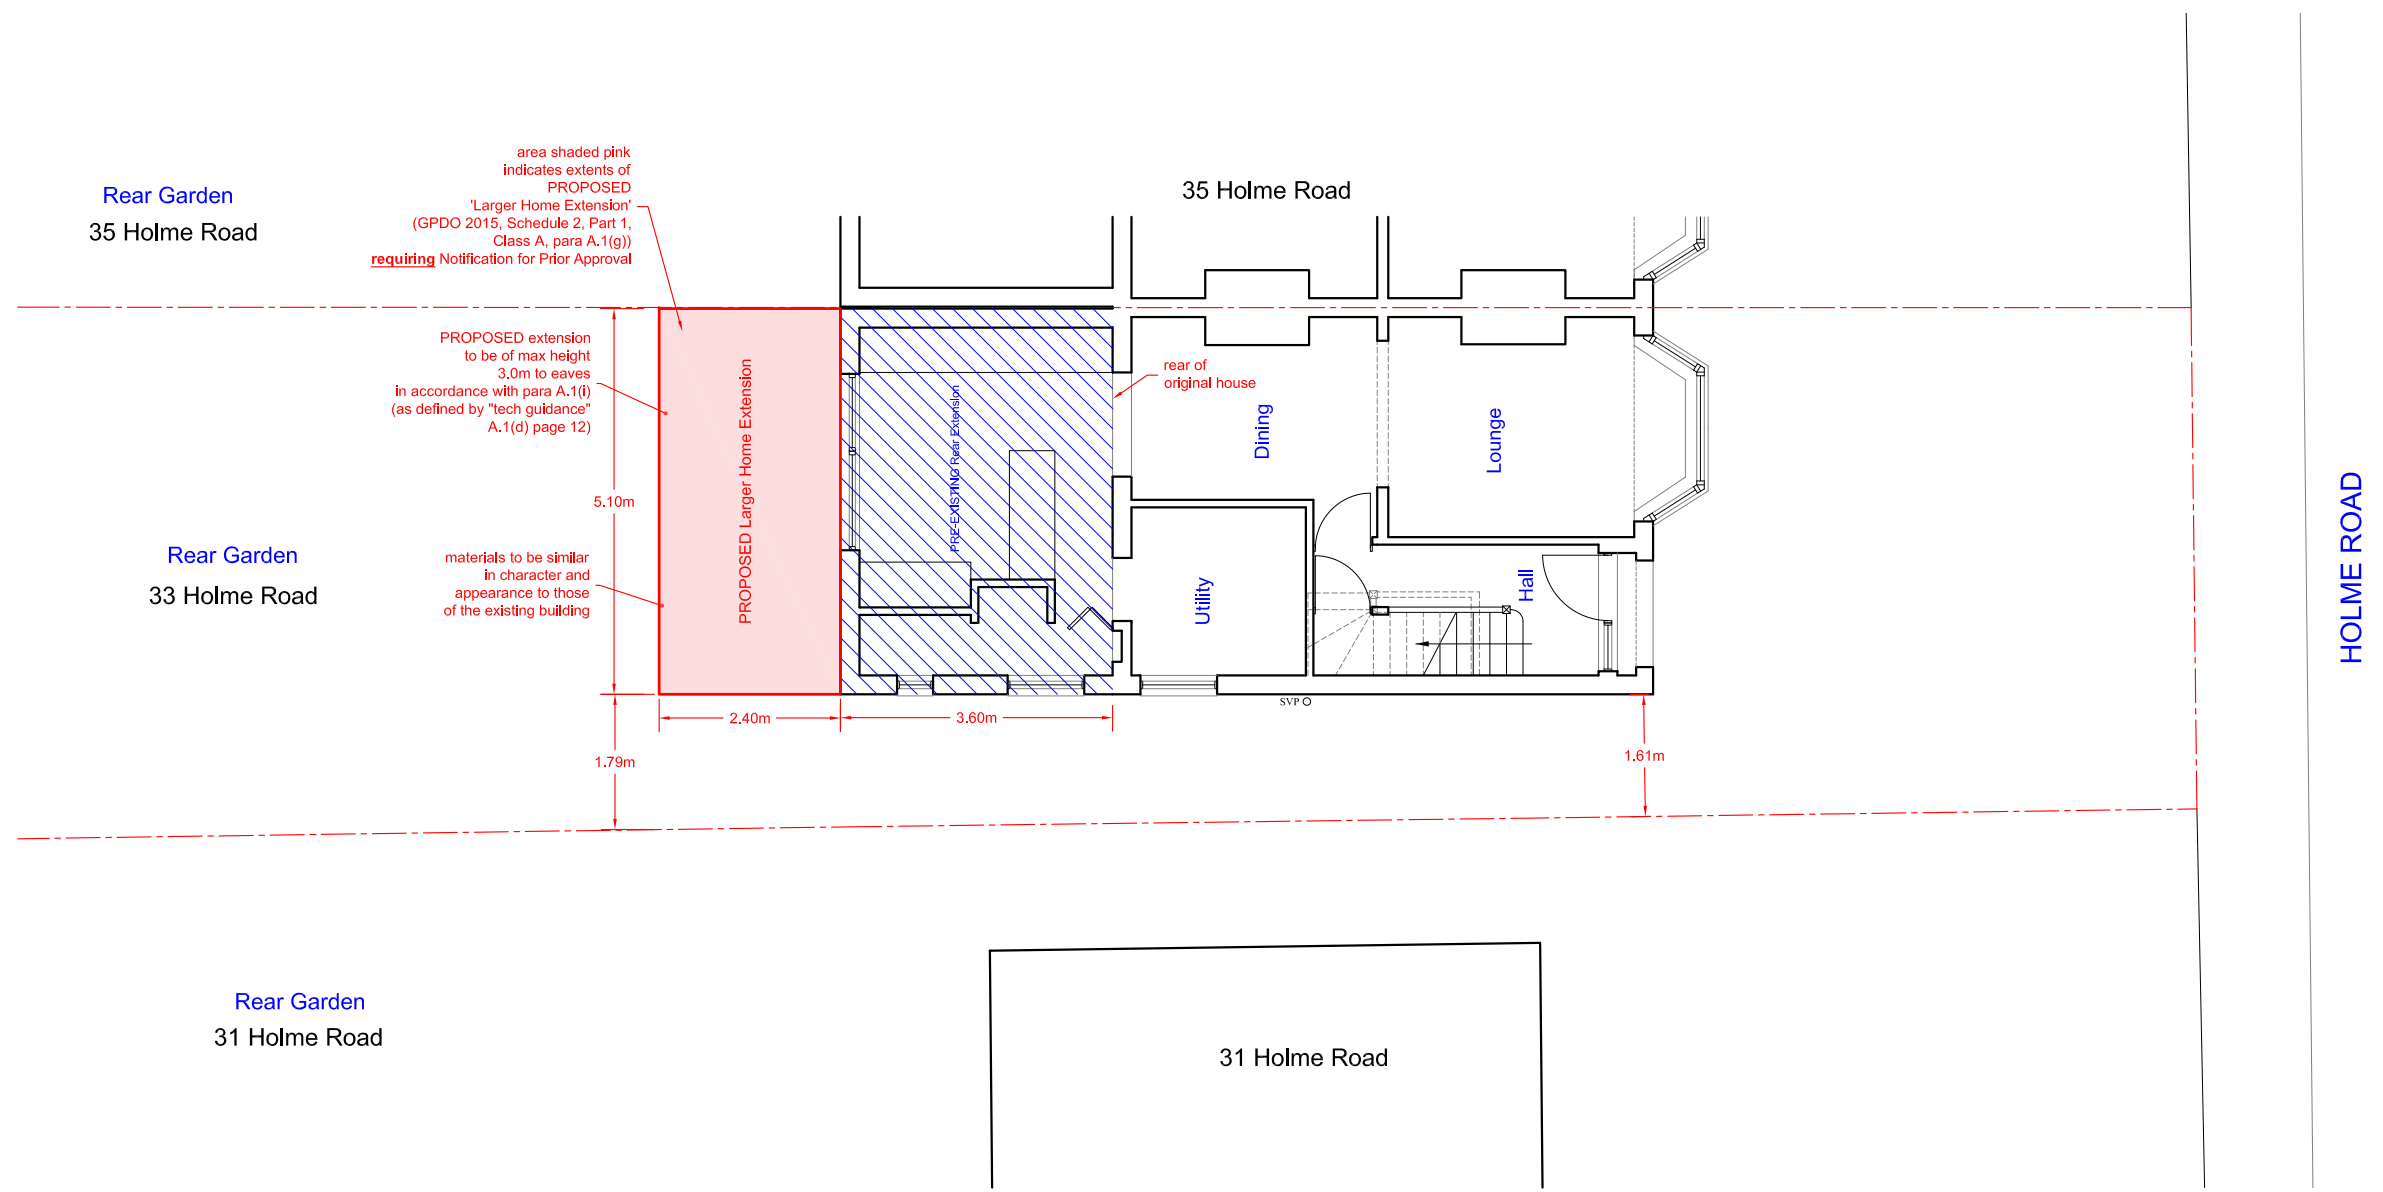 area shaded pink
indicates extents of
PROPOSED
'Larger Home Extension'
(GPDO 2015, Schedule 2, Part 1,
Class A, para A.1(g))
requiring Notification for Prior Approval
Rear Garden
35 Holme Road
35 Holme Road
PROPOSED extension
to be of max height
3.0m to eaves
in accordance with para A.1(i)
(as defined by "tech guidance"
A.1(d) page 12)
rear of
original house
PROPOSED Larger Home Extension
PRE-EXISTING Rear Extension
Dining
Lounge
5.10m
Rear Garden
33 Holme Road
materials to be similar
in character and
appearance to those
of the existing building
Utility
Hall
HOLME ROAD
SVP
2.40m
3.60m
1.79m
1.61m
Rear Garden
31 Holme Road
31 Holme Road